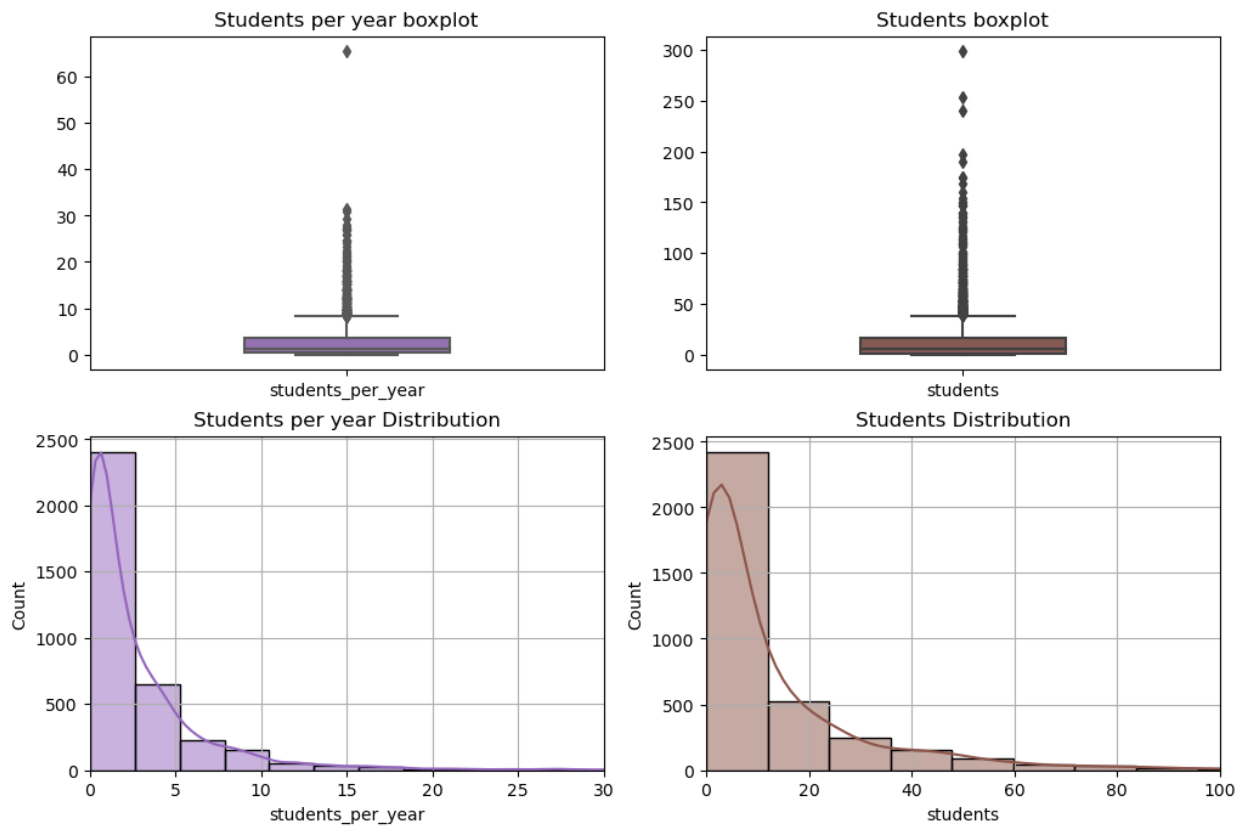 Students per year boxplot
60
50
40
30
20
10
0
students_per_year
Students boxplot
300
250
200
150
100
50
0
students
Students per year Distribution
2500
2000
1500
1000
500
0
Count
0 5 10 15 20 25 30
students_per_year
Students Distribution
2500
2000
1500
1000
500
0
Count
0 20 40 60 80 100
students